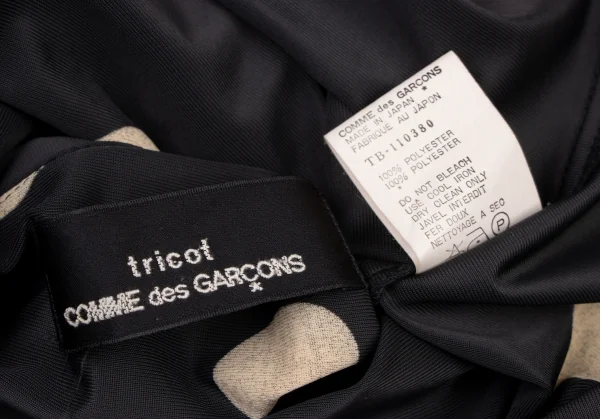 tricot
COMME des GARÇONS
*
COMME des GARCONS
MADE IN JAPAN *
FABRIQUE AU JAPON
TB-110380
100% POLYESTER
100% POLYESTER
*
DO NOT BLEACH
USE COOL IRON
DRY CLEAN ONLY
JAVEL INTERDIT
FER DOUX
NETTOYAGE A SEC
P